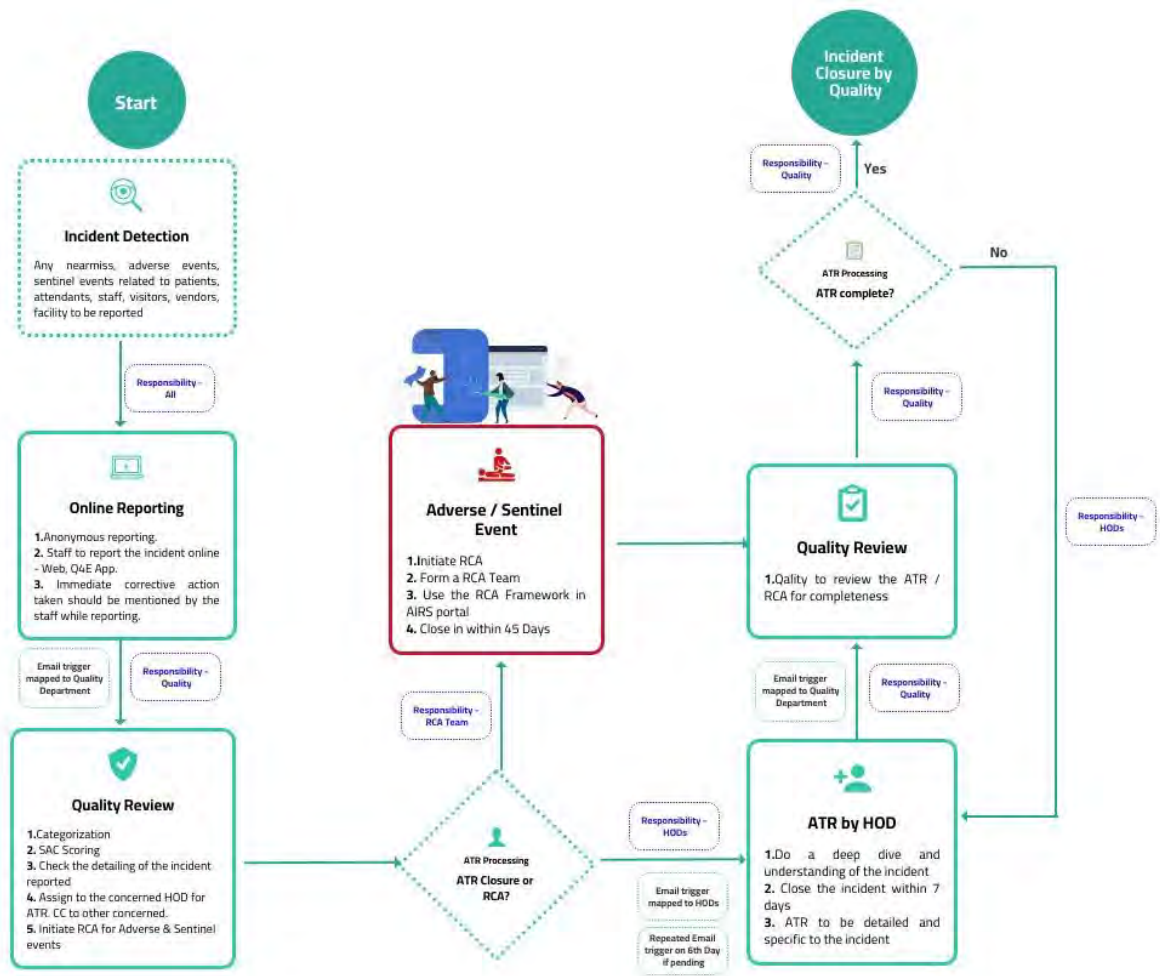 Start
Incident Detection
Any nearmiss, adverse events,
sentinel events related to patients,
attendants, staff, visitors, vendors,
facility to be reported
Responsibility -
All
Online Reporting
1.Anonymous reporting.
2. Staff to report the incident online
- Web, Q4E App.
3. Immediate corrective action
taken should be mentioned by the
staff while reporting.
Email trigger
mapped to Quality
Department
Responsibility -
Quality
Quality Review
1.Categorization
2. SAC Scoring
3. Check the detailing of the incident
reported
4. Assign to the concerned HOD for
ATR. CC to other concerned.
5. Initiate RCA for Adverse & Sentinel
events
ATR Processing
ATR Closure or
RCA?
Responsibility -
RCA Team
Adverse / Sentinel
Event
1.Initiate RCA
2. Form a RCA Team
3. Use the RCA Framework in
AIRS portal
4. Close in within 45 Days
Responsibility -
HODs
Email trigger
mapped to HODs
Repeated Email
trigger on 6th Day
if pending
ATR by HOD
1.Do a deep dive and
understanding of the incident
2. Close the incident within 7
days
3. ATR to be detailed and
specific to the incident
Email trigger
mapped to Quality
Department
Responsibility -
Quality
Quality Review
1.Qality to review the ATR /
RCA for completeness
Responsibility -
Quality
ATR Processing
ATR complete?
No
Responsibility -
HODs
Yes
Responsibility -
Quality
Incident
Closure by
Quality